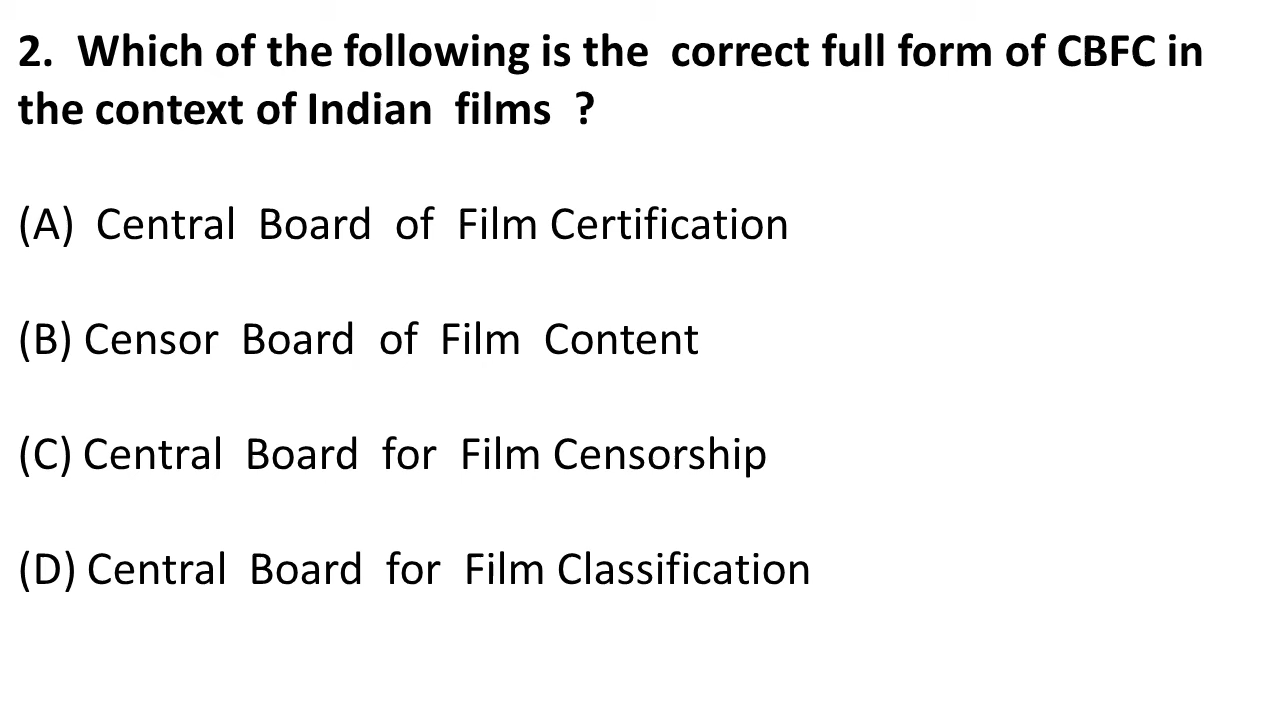 2. Which of the following is the correct full form of CBFC in
the context of Indian films ?
(A) Central Board of Film Certification
(B) Censor Board of Film Content
(C) Central Board for Film Censorship
(D) Central Board for Film Classification